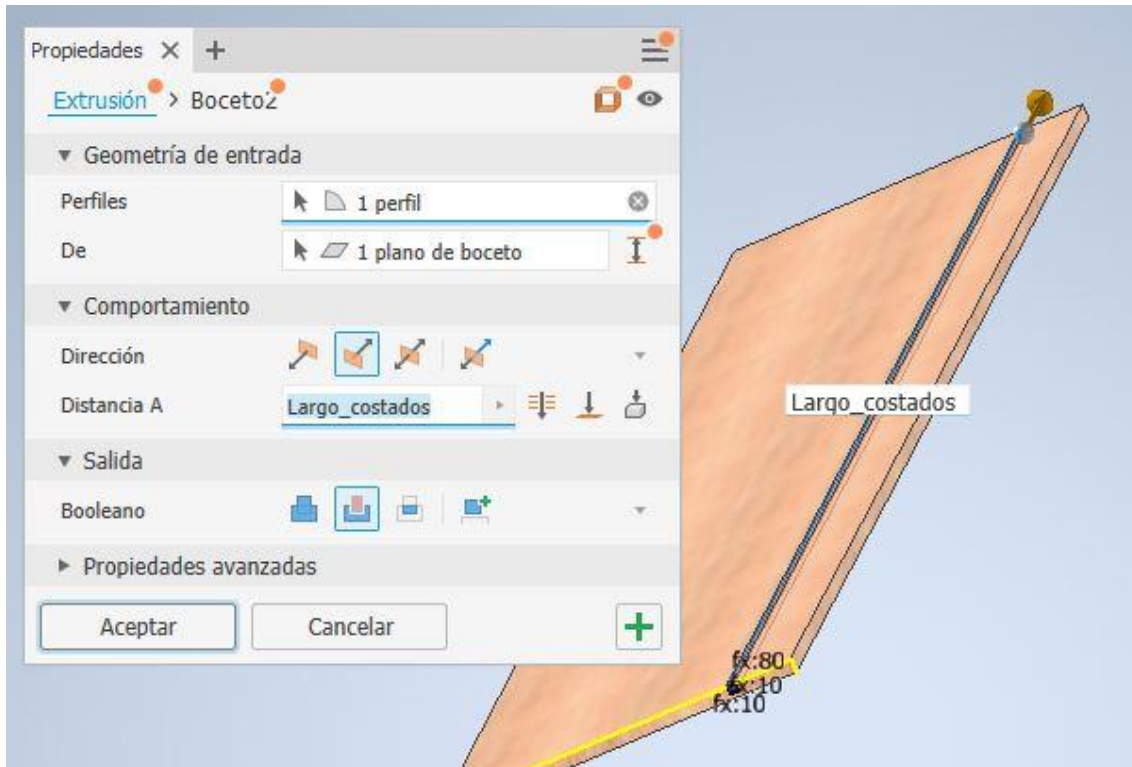 Propiedades
Extrusión > Boceto2
Geometría de entrada
Perfiles 1 perfil
De 1 plano de boceto
Comportamiento
Dirección
Distancia A Largo_costados
Salida
Booleano
Propiedades avanzadas
Aceptar Cancelar
Largo_costados
fx:80
fx:10
fx:10